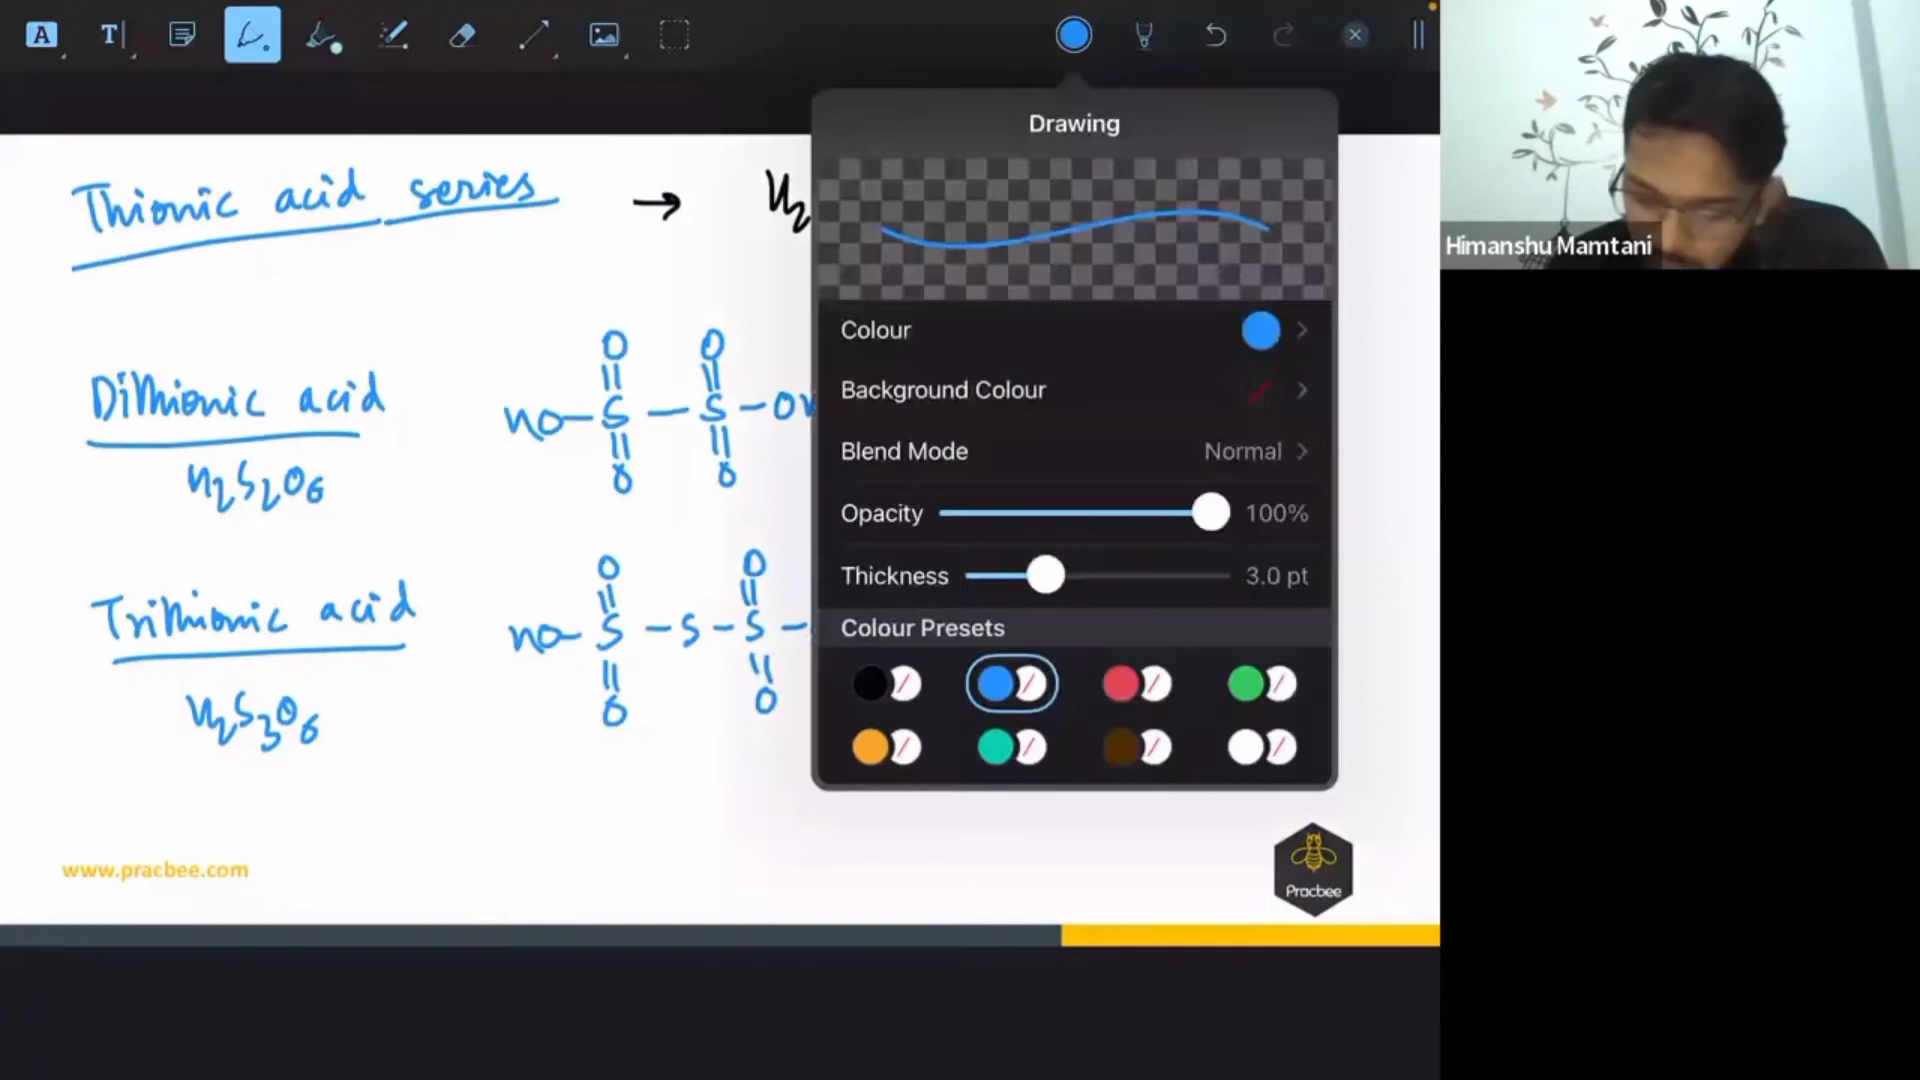 A T
Drawing
Thionic acid series → H2
Colour
Background Colour
Blend Mode Normal
Opacity 100%
Thickness 3.0 pt
Colour Presets
Dithionic acid
H2S2O6
O O
HO-S-S-OH
O O
Trithionic acid
H2S3O6
O O
HO-S-S-S-
O O
www.pracbee.com
Pracbee
Himanshu Mamtani